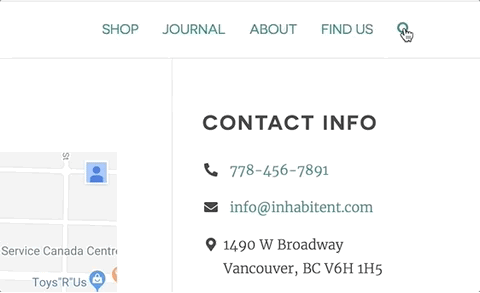 SHOP JOURNAL ABOUT FIND US
CONTACT INFO
778-456-7891
info@inhabitent.com
1490 W Broadway
Vancouver, BC V6H 1H5
St
Service Canada Centre
Toys"R"Us